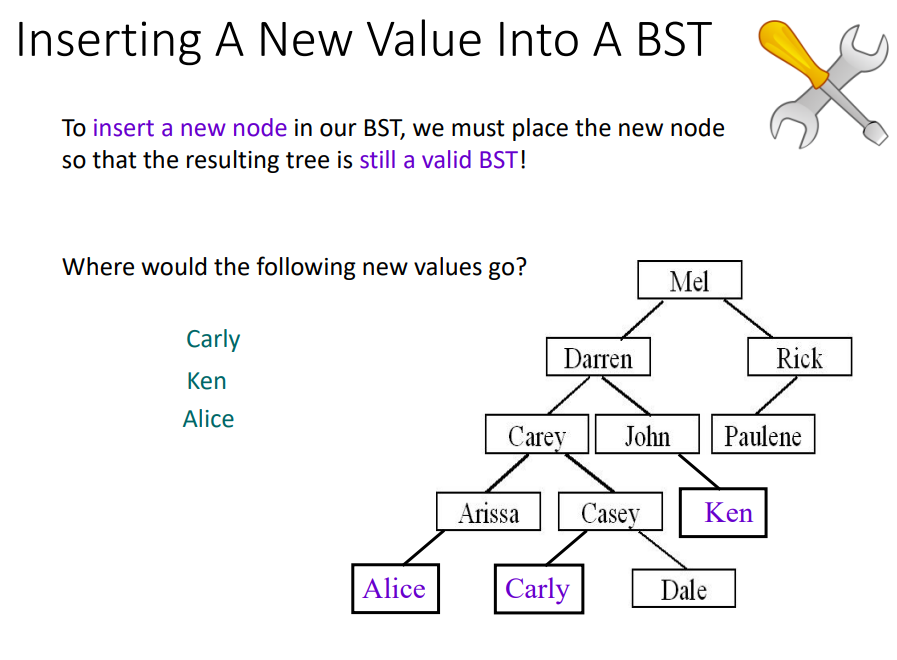 Inserting A New Value Into A BST
To insert a new node in our BST, we must place the new node
so that the resulting tree is still a valid BST!
Where would the following new values go?
Carly
Ken
Alice
Mel
Darren
Rick
Carey
John
Paulene
Arissa
Casey
Ken
Alice
Carly
Dale